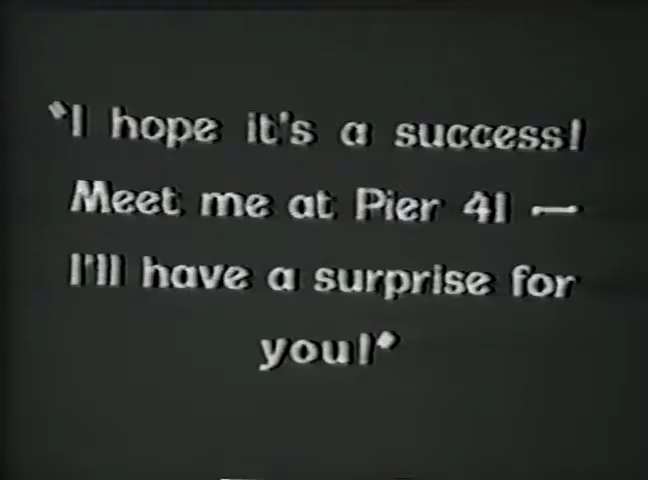 "I hope it's a success!
Meet me at Pier 41 —
I'll have a surprise for
you!"